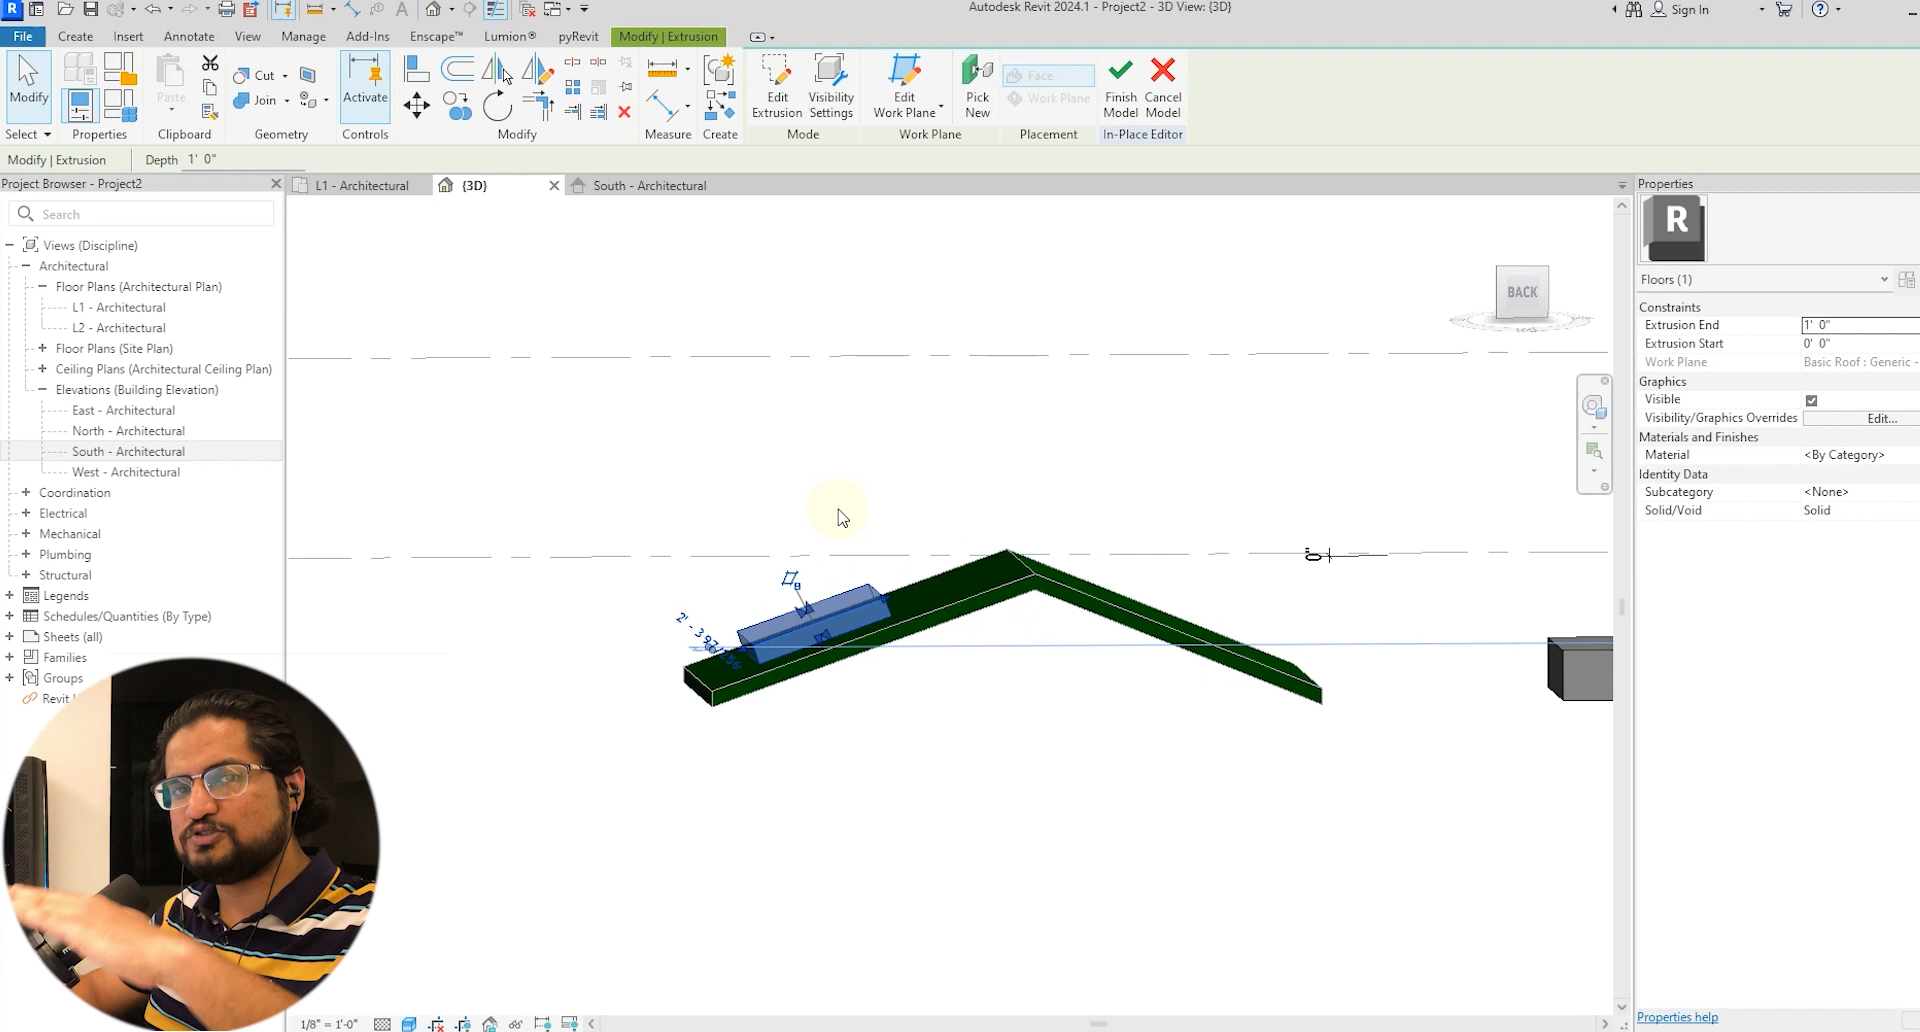 Autodesk Revit 2024.1 - Project2 - 3D View: {3D}
Sign In
File Create Insert Annotate View Manage Add-Ins Enscape™ Lumion® pyRevit Modify | Extrusion
Modify
Paste
Cut
Join
Activate
Edit Extrusion
Visibility Settings
Edit Work Plane
Pick New
Face
Work Plane
Finish Model
Cancel Model
Select Properties Clipboard Geometry Controls Modify Measure Create Mode Work Plane Placement In-Place Editor
Modify | Extrusion Depth 1' 0"
Project Browser - Project2
Search
Views (Discipline)
Architectural
Floor Plans (Architectural Plan)
L1 - Architectural
L2 - Architectural
Floor Plans (Site Plan)
Ceiling Plans (Architectural Ceiling Plan)
Elevations (Building Elevation)
East - Architectural
North - Architectural
South - Architectural
West - Architectural
Coordination
Electrical
Mechanical
Plumbing
Structural
Legends
Schedules/Quantities (By Type)
Sheets (all)
Families
Groups
Revit
L1 - Architectural {3D} South - Architectural
BACK
Properties
R
Floors (1)
Constraints
Extrusion End 1' 0"
Extrusion Start 0' 0"
Work Plane Basic Roof : Generic -
Graphics
Visible
Visibility/Graphics Overrides Edit...
Materials and Finishes
Material <By Category>
Identity Data
Subcategory <None>
Solid/Void Solid
Properties help
1/8" = 1'-0"